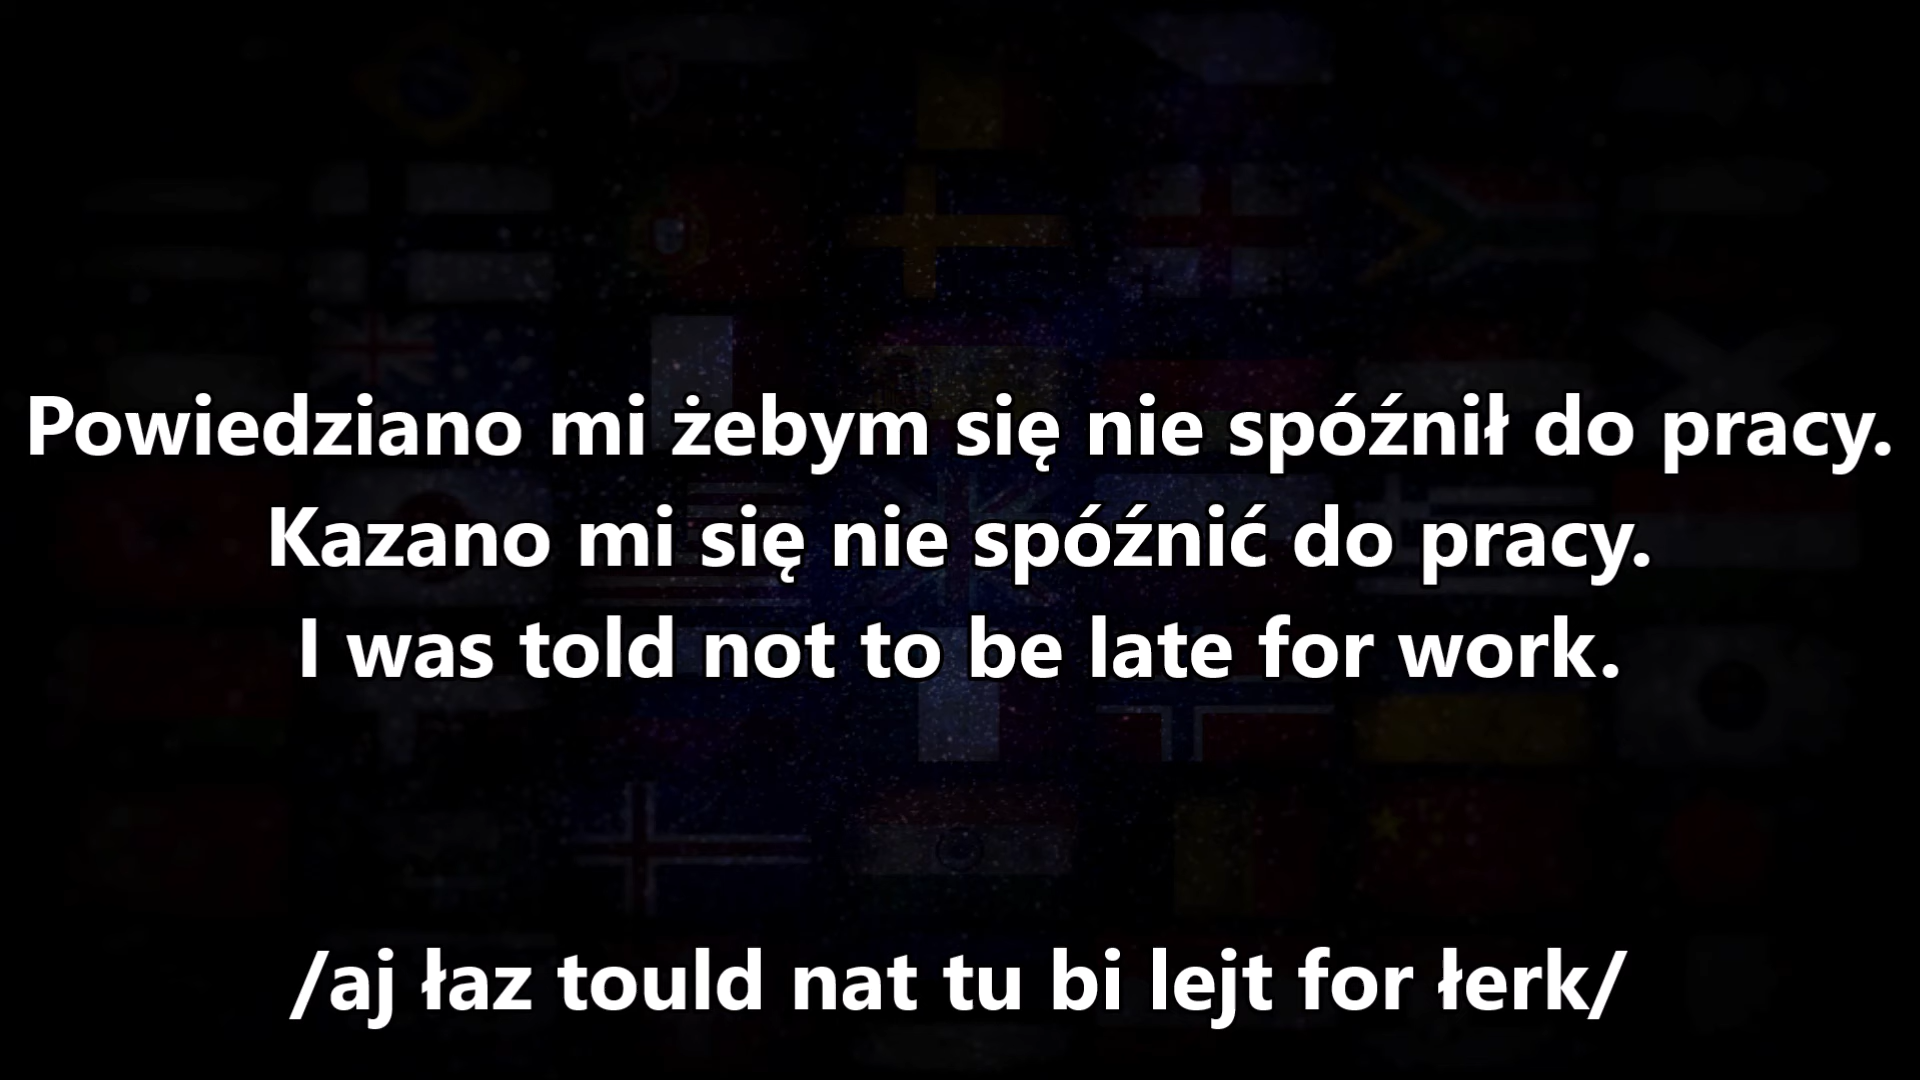 Powiedziano mi żebym się nie spóźnił do pracy.
Kazano mi się nie spóźnić do pracy.
I was told not to be late for work.
/aj łaz tould nat tu bi lejt for łerk/